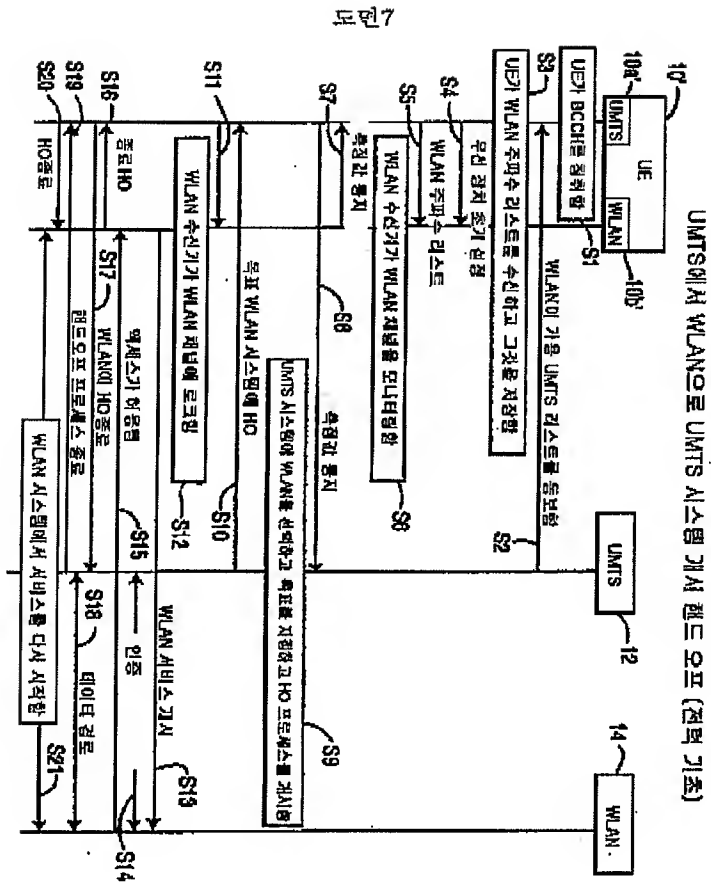 도면7
UMTS에서 WLAN으로 UMTS 시스템 개시 핸드 오프 (전력 기초)
10'
UE
10a'
UMTS
WLAN
10b'
UMTS
12
14
WLAN
UE가 BCCH를 청취함
S1
WLAN이 가용 UMTS 리스트를 통보함
S2
S3
UE가 WLAN 주파수 리스트를 수신하고 그것을 저장함
S4
무선 장치 초기 설정
S5
WLAN 주파수 리스트
WLAN 수신기가 WLAN 채널을 모니터링함
S6
S7
측정값 통지
S8
측정값 통지
UMTS 시스템이 WLAN을 선택하고 목표를 지정하고 HO 프로세스를 개시함
S9
목표 WLAN 시스템에 HO
S10
S11
WLAN 수신기가 WLAN 채널에 로크함
S12
WLAN 서비스 개시
S13
인증
S14
액세스가 허용됨
S15
S16
종료 HO
S17
WLAN에 HO종료
S18
데이터 경로
S19
핸드오프 프로세스 종료
S20
HO종료
WLAN 시스템에서 서비스를 다시 시작함
S21